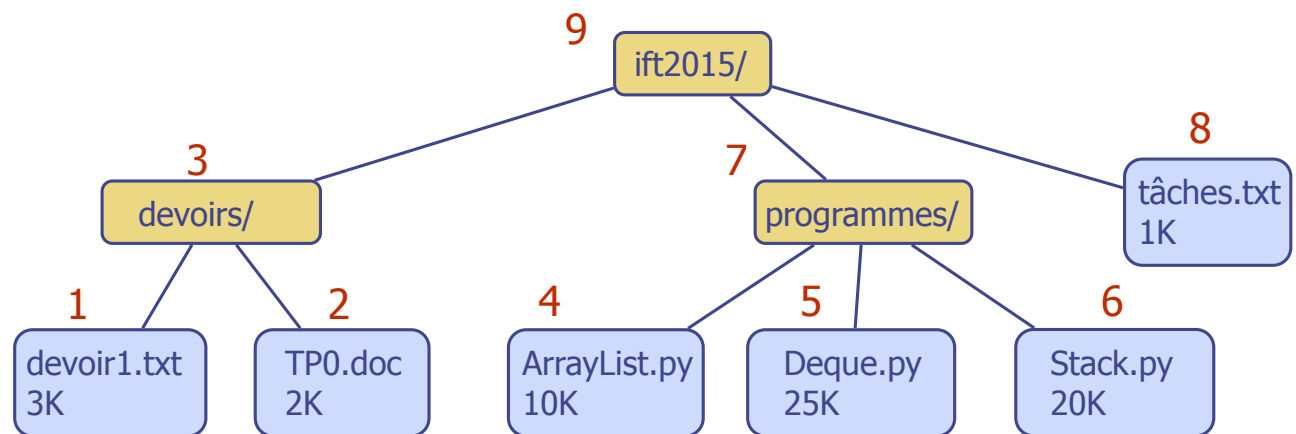 9
ift2015/
3
devoirs/
7
programmes/
8
tâches.txt
1K
1
devoir1.txt
3K
2
TP0.doc
2K
4
ArrayList.py
10K
5
Deque.py
25K
6
Stack.py
20K